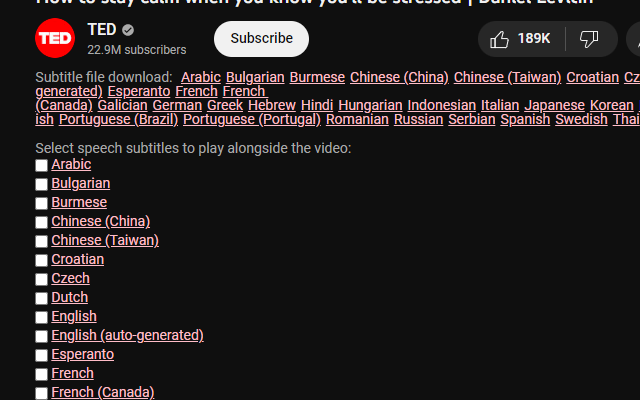 How to stay calm when you know you'll be stressed | Daniel Levitin
TED
TED
22.9M subscribers
Subscribe
189K
Subtitle file download: Arabic Bulgarian Burmese Chinese (China) Chinese (Taiwan) Croatian Cz
generated) Esperanto French French
(Canada) Galician German Greek Hebrew Hindi Hungarian Indonesian Italian Japanese Korean
ish Portuguese (Brazil) Portuguese (Portugal) Romanian Russian Serbian Spanish Swedish Thai
Select speech subtitles to play alongside the video:
Arabic
Bulgarian
Burmese
Chinese (China)
Chinese (Taiwan)
Croatian
Czech
Dutch
English
English (auto-generated)
Esperanto
French
French (Canada)